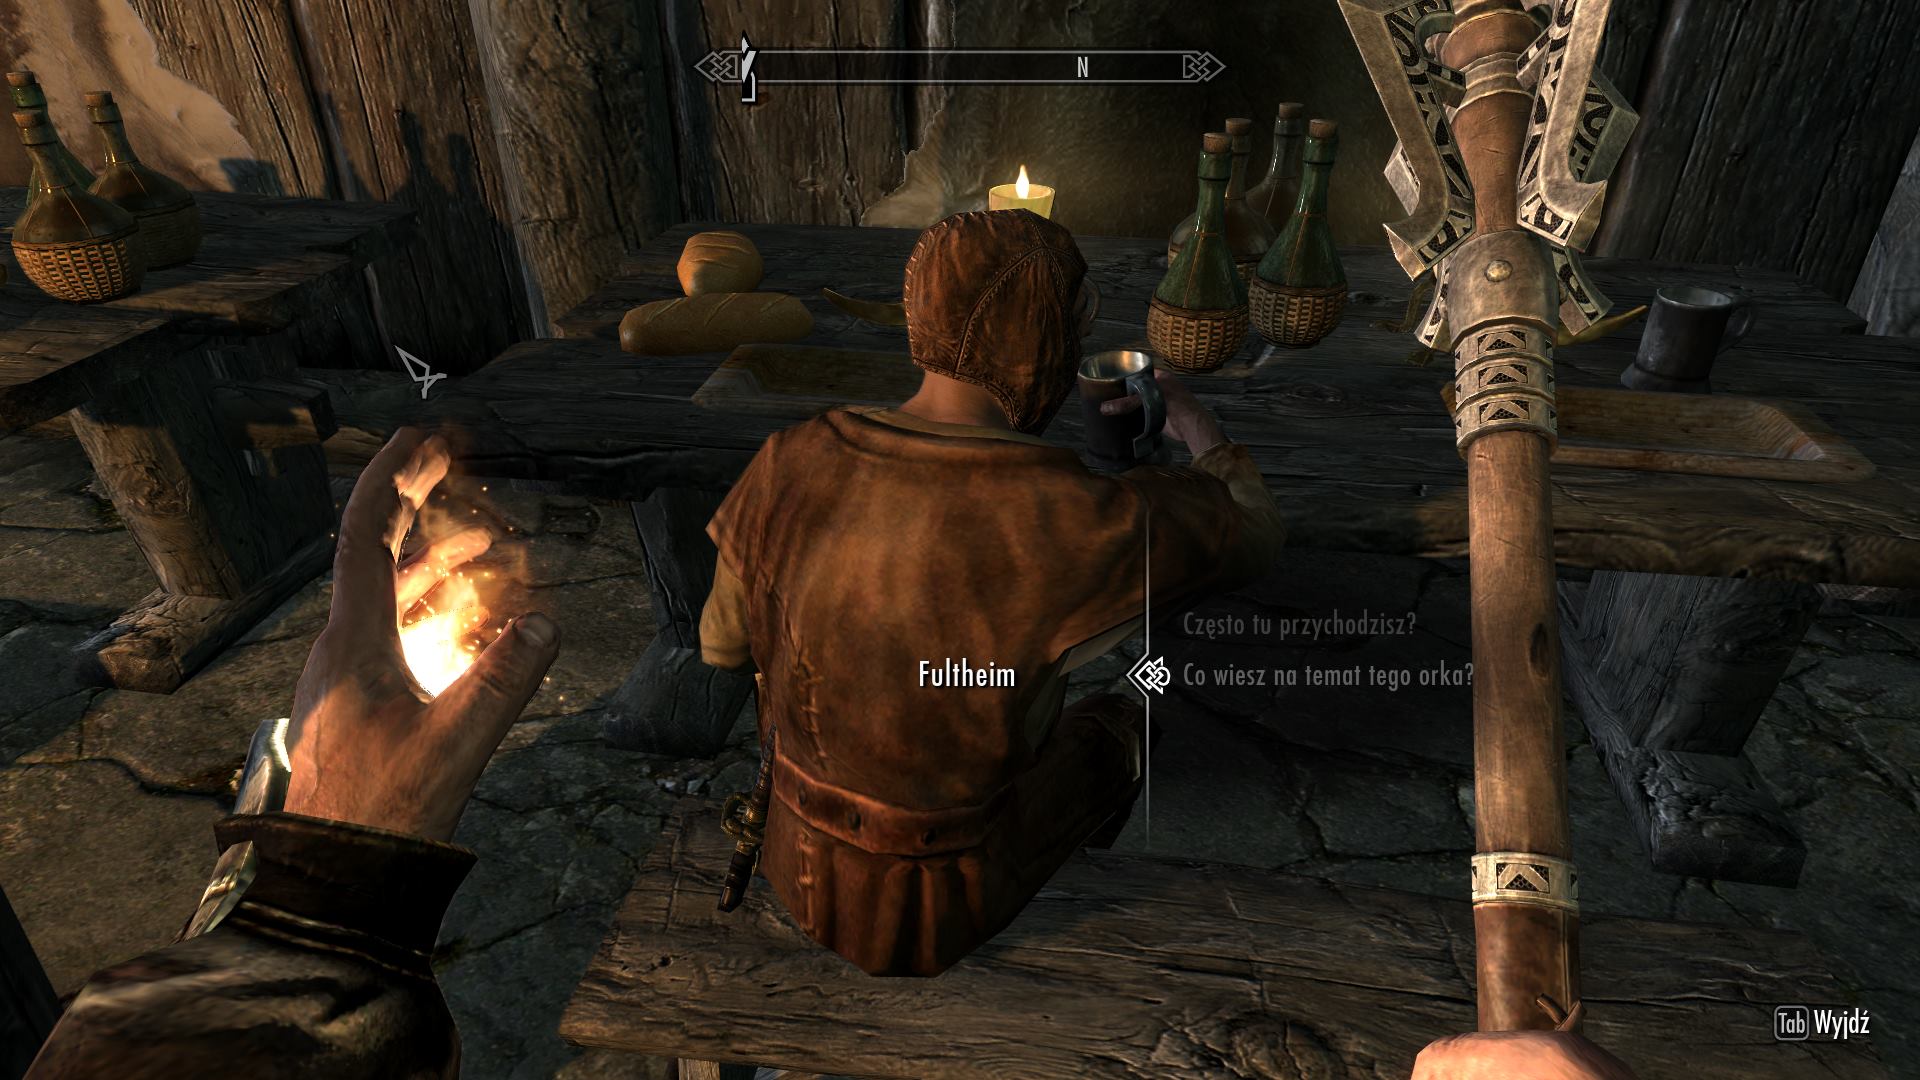 N
Często tu przychodzisz?
Fultheim
Co wiesz na temat tego orka?
Tab Wyjdź